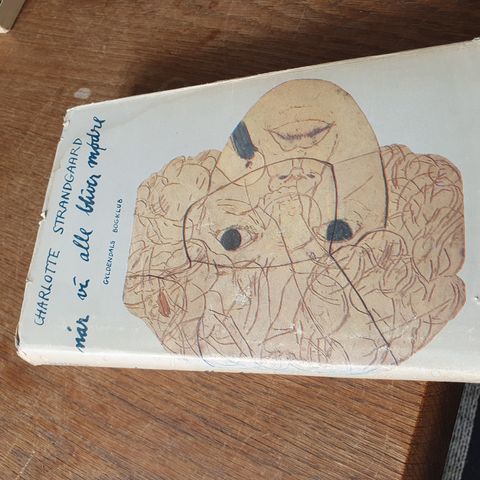 CHARLOTTE STRANDGAARD
når vi alle bliver mødre
GYLDENDALS BOGKLUB